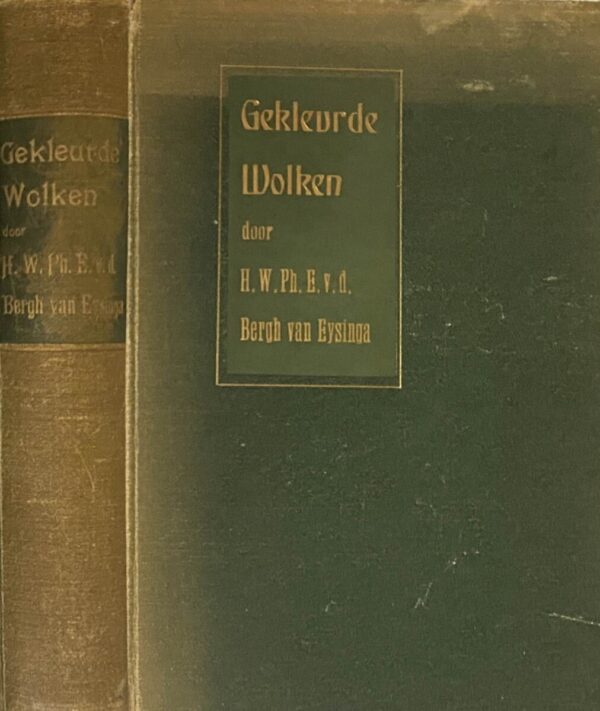 Gekleurde
Wolken
door
H. W. Ph. E. v. d.
Bergh van Eysinga
Gekleurde
Wolken
door
H. W. Ph. E. v. d.
Bergh van Eysinga